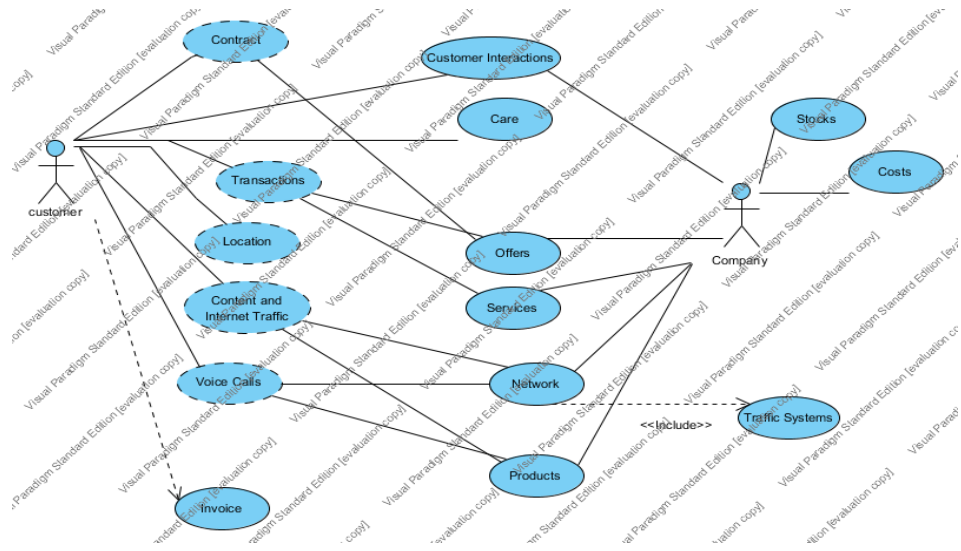 Contract
Customer Interactions
Care
Stocks
Costs
customer
Transactions
Location
Offers
Company
Content and
Internet Traffic
Services
Voice Calls
Network
<<Include>>
Traffic Systems
Products
Invoice
Visual Paradigm Standard Edition [evaluation copy]